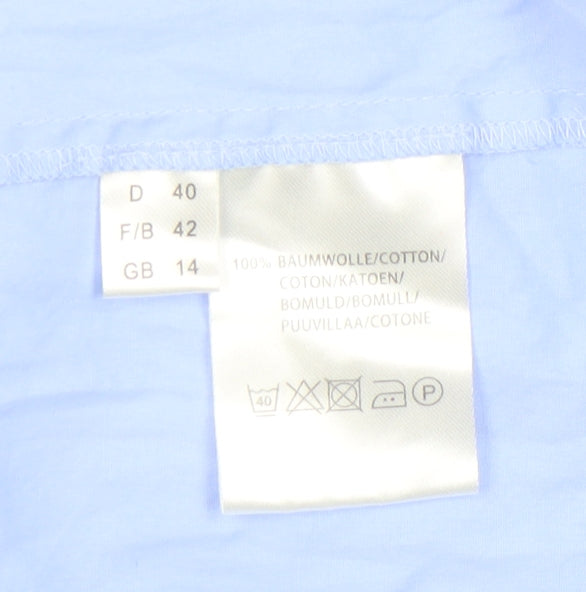 D 40
F/B 42
GB 14
100% BAUMWOLLE/COTTON/
COTON/KATOEN/
BOMULD/BOMULL/
PUUVILLAA/COTONE
40 P